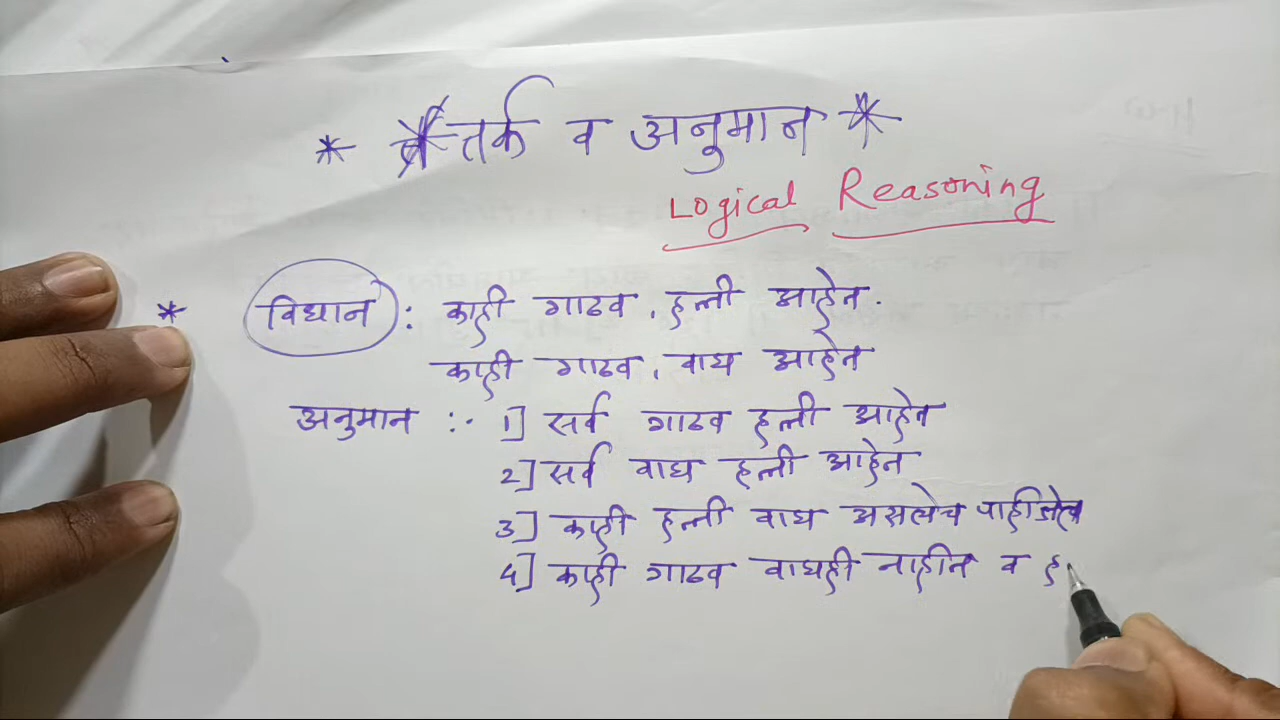 * तर्क व अनुमान *
Logical Reasoning
* विधान : काही गाढव, हत्ती आहेत.
काही गाढव, वाघ आहेत
अनुमान :- 1] सर्व गाढव हत्ती आहेत
2] सर्व वाघ हत्ती आहेत
3] काही हत्ती वाघ असलेच पाहीजेत
4] काही गाढव वाघही नाहीत व ह